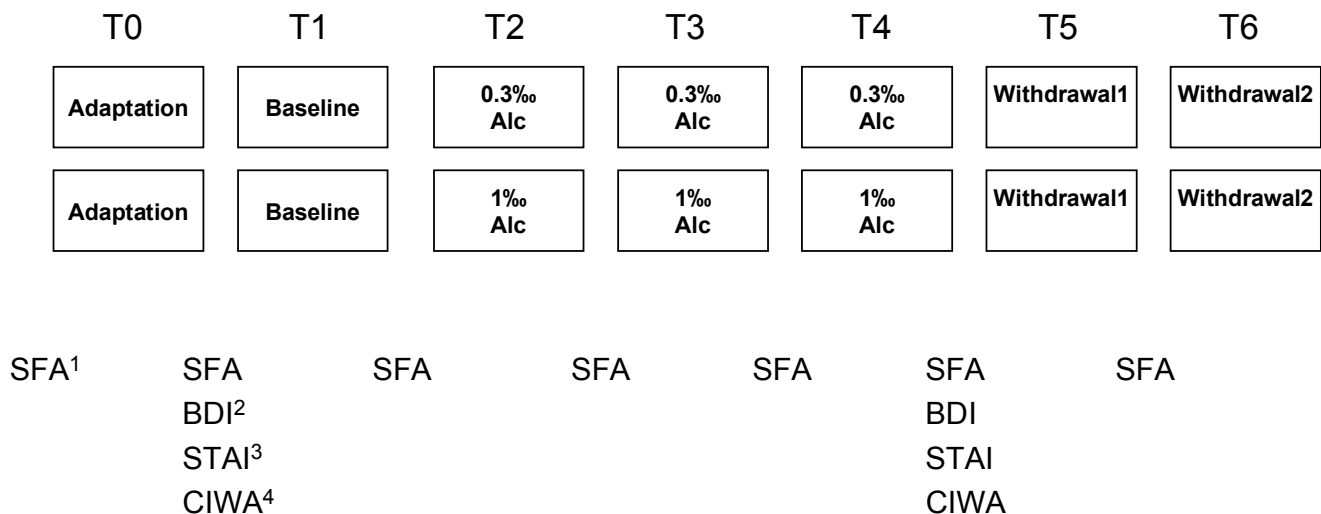 T0 T1 T2 T3 T4 T5 T6
Adaptation Baseline 0.3‰ 0.3‰ 0.3‰ Withdrawal1 Withdrawal2
Alc Alc Alc
Adaptation Baseline 1‰ 1‰ 1‰ Withdrawal1 Withdrawal2
Alc Alc Alc
SFA¹ SFA SFA SFA SFA SFA SFA
BDI² BDI
STAI³ STAI
CIWA⁴ CIWA